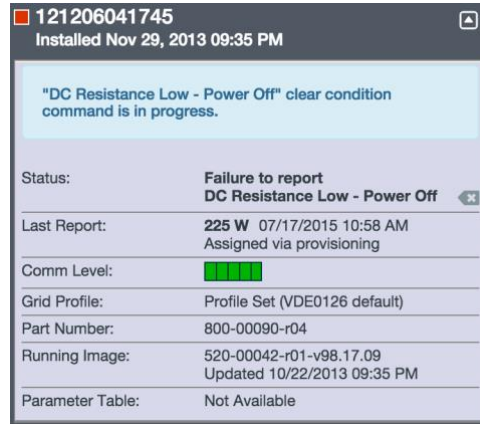 121206041745
Installed Nov 29, 2013 09:35 PM
"DC Resistance Low - Power Off" clear condition
command is in progress.
Status: Failure to report
DC Resistance Low - Power Off
Last Report: 225 W 07/17/2015 10:58 AM
Assigned via provisioning
Comm Level:
Grid Profile: Profile Set (VDE0126 default)
Part Number: 800-00090-r04
Running Image: 520-00042-r01-v98.17.09
Updated 10/22/2013 09:35 PM
Parameter Table: Not Available